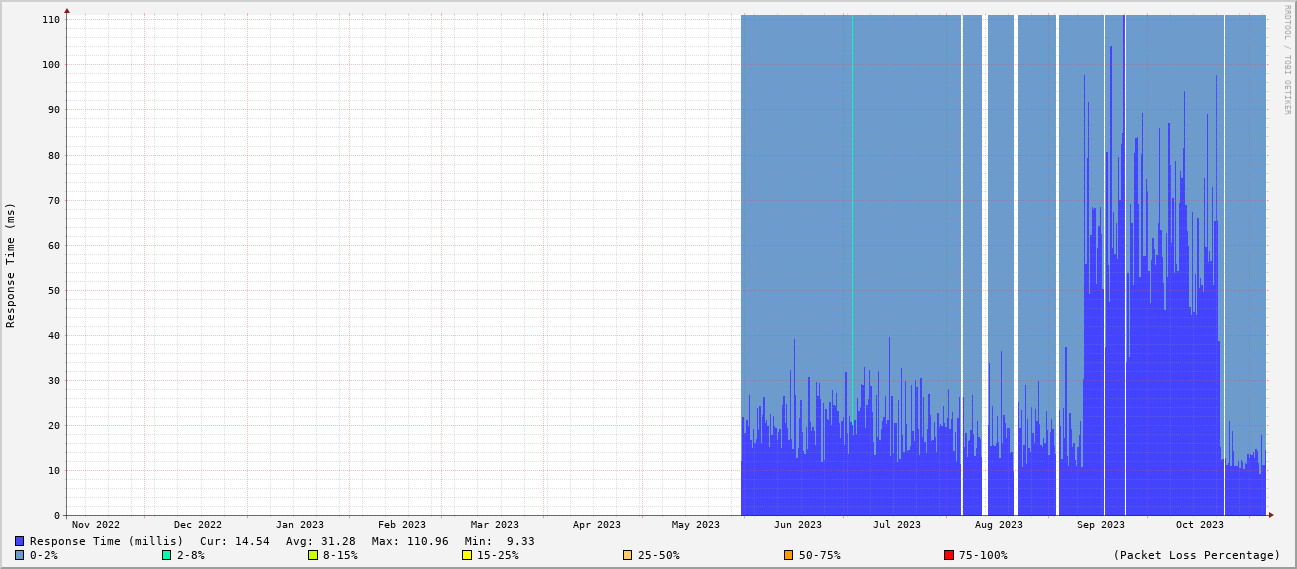 RRDTOOL / TOBI OETIKER
Response Time (ms)
110
100
90
80
70
60
50
40
30
20
10
0
Nov 2022 Dec 2022 Jan 2023 Feb 2023 Mar 2023 Apr 2023 May 2023 Jun 2023 Jul 2023 Aug 2023 Sep 2023 Oct 2023
Response Time (millis) Cur: 14.54 Avg: 31.28 Max: 110.96 Min: 9.33
0-2% 2-8% 8-15% 15-25% 25-50% 50-75% 75-100% (Packet Loss Percentage)